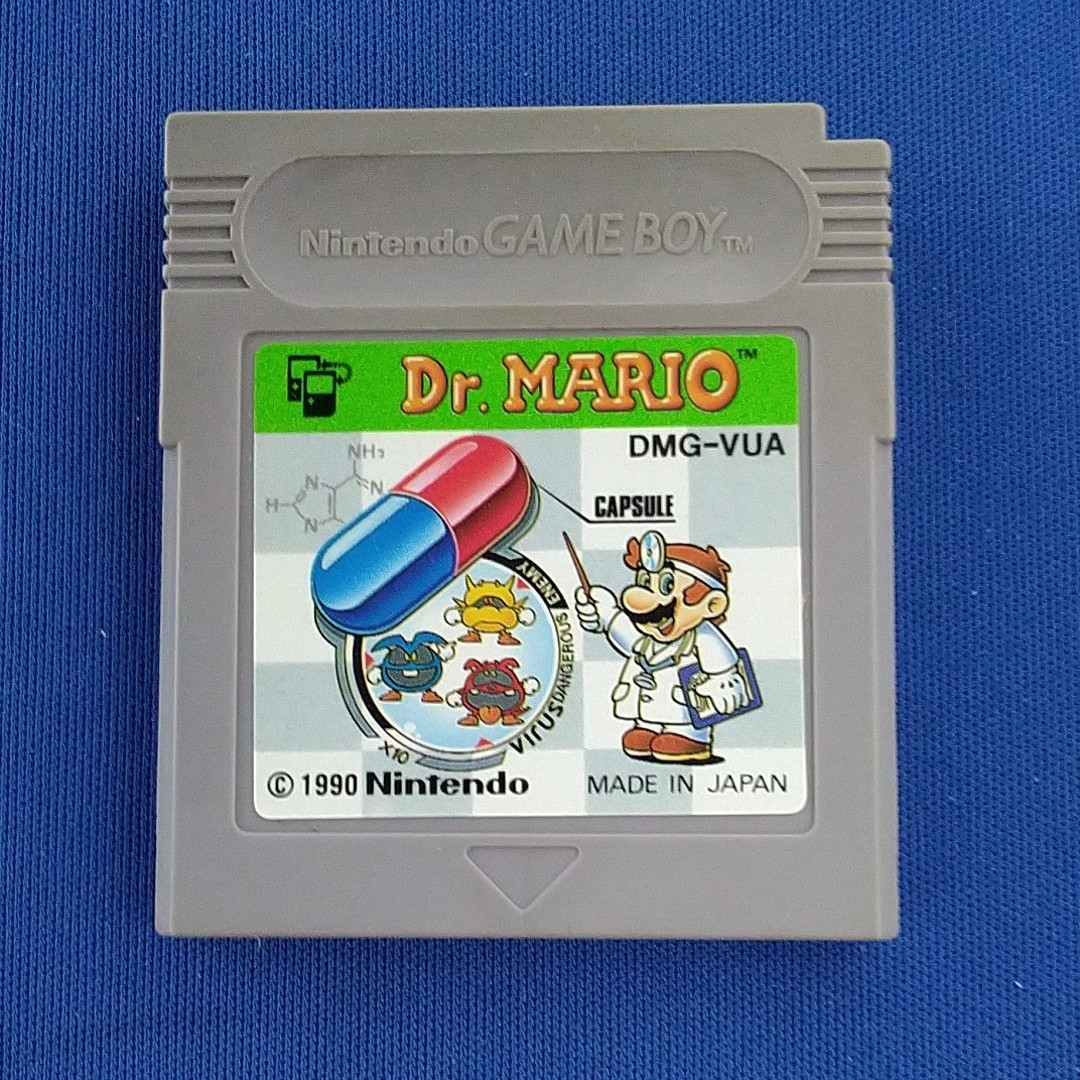 Nintendo GAME BOY™
Dr. MARIO™
DMG-VUA
NH₂
N
N
H
N
CAPSULE
ENEMY
DANGEROUS
VIRUS
X10
© 1990 Nintendo
MADE IN JAPAN